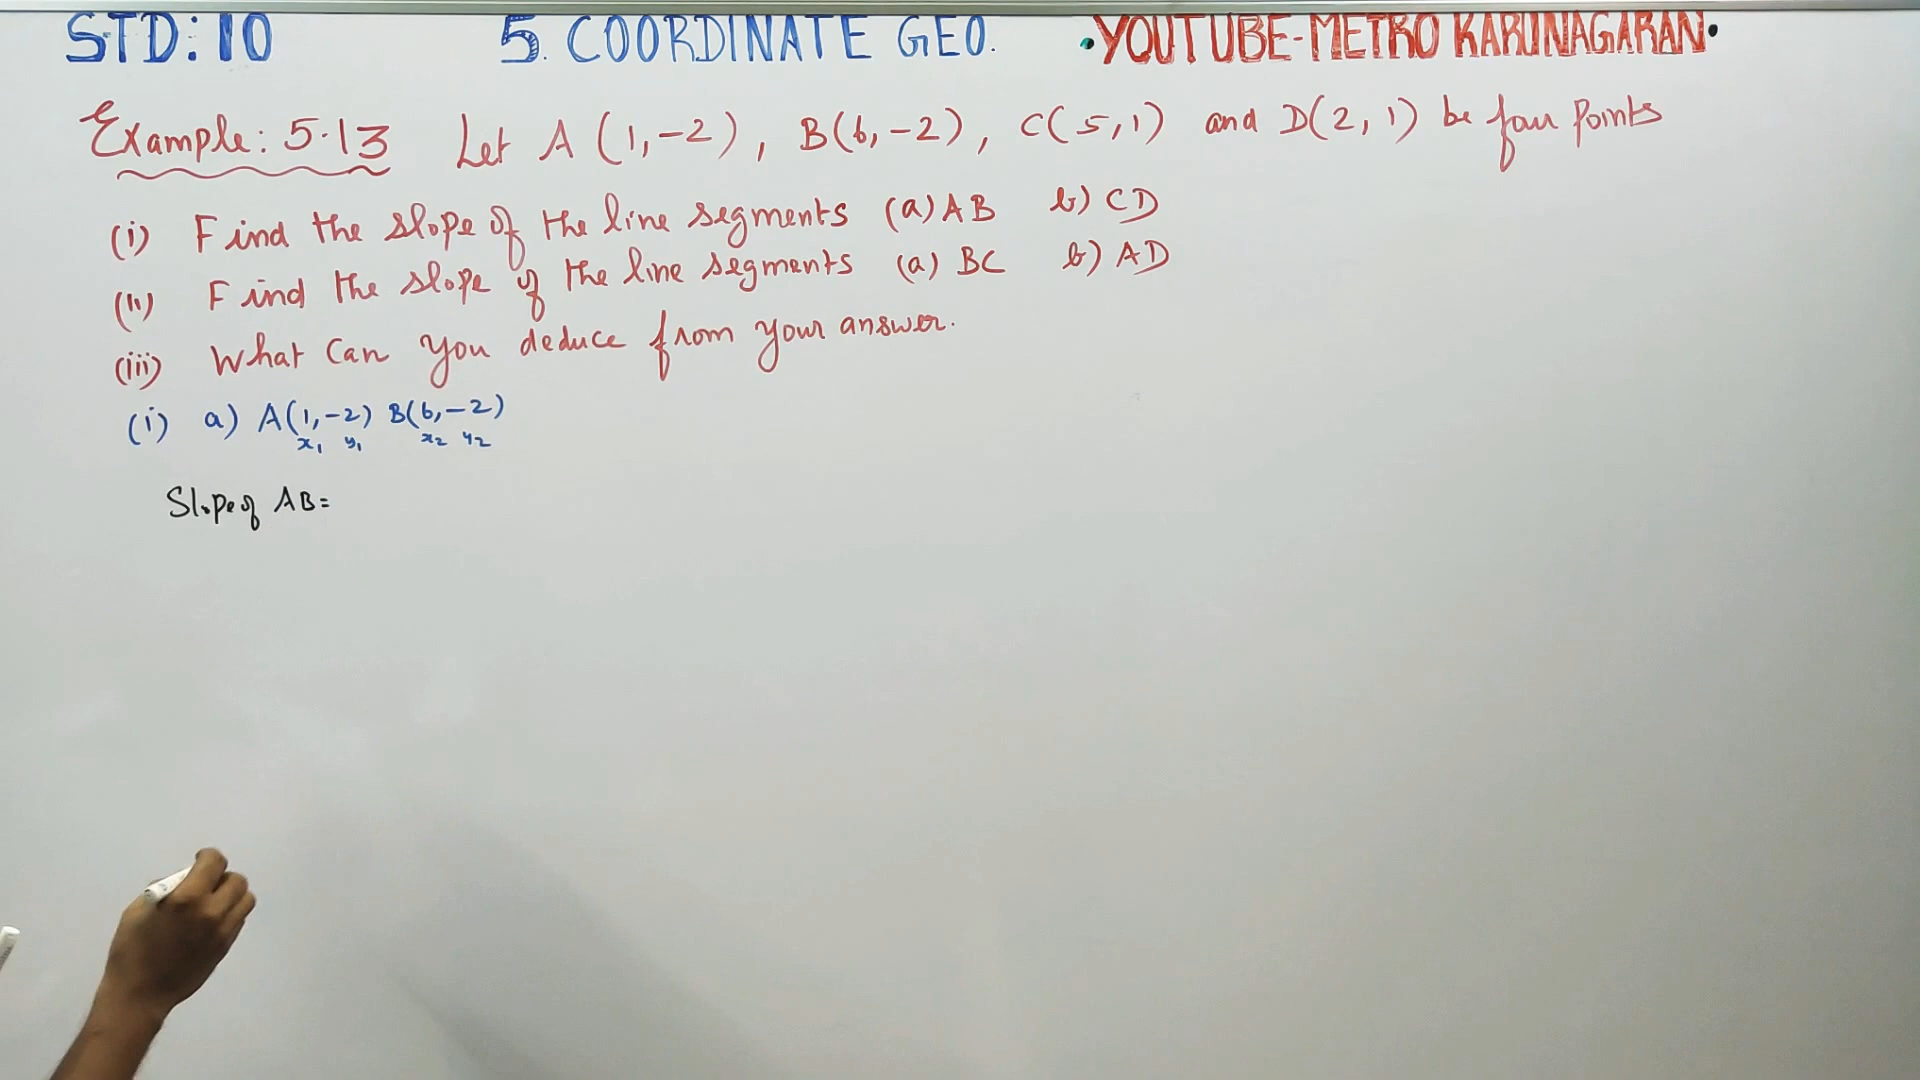 STD: 10 5. COORDINATE GEO. •YOUTUBE-METRO KARUNAGARAN•
Example: 5.13 Let A (1,-2), B(6,-2), C(5,1) and D(2,1) be four points
(i) Find the slope of the line segments (a) AB b) CD
(ii) Find the slope of the line segments (a) BC b) AD
(iii) What can you deduce from your answer.
(i) a) A(1,-2) B(6,-2)
x₁ y₁ x₂ y₂
Slope of AB=